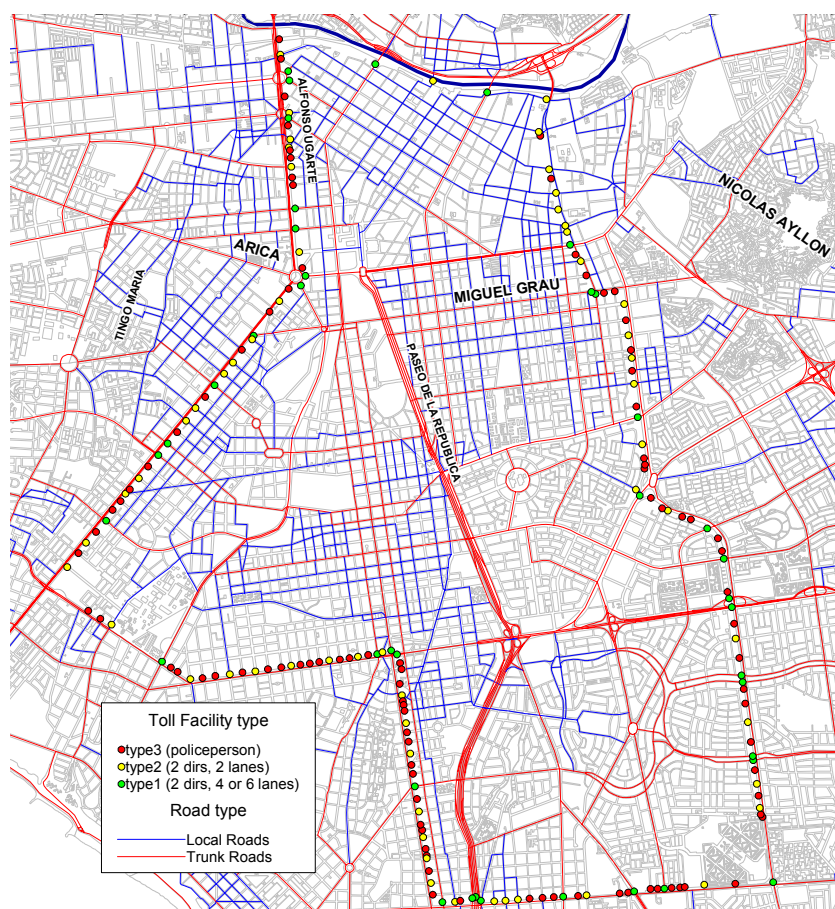 ALFONSO UGARTE
NICOLAS AYLLON
ARICA
TINGO MARIA
MIGUEL GRAU
PASEO DE LA REPUBLICA
Toll Facility type
type3 (policeperson)
type2 (2 dirs, 2 lanes)
type1 (2 dirs, 4 or 6 lanes)
Road type
Local Roads
Trunk Roads